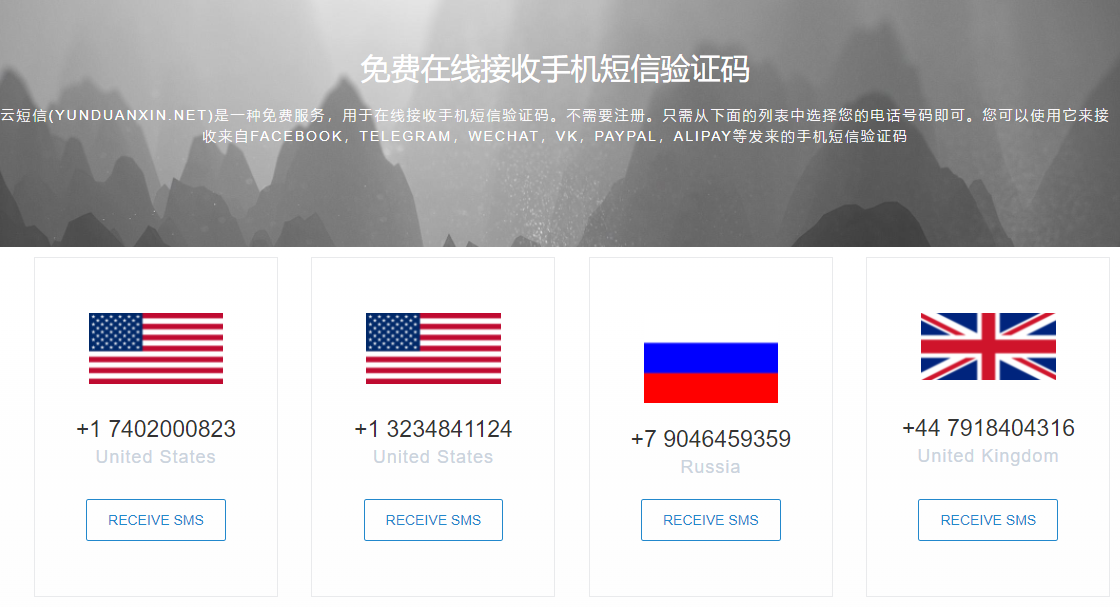 免费在线接收手机短信验证码
云短信(YUNDUANXIN.NET)是一种免费服务，用于在线接收手机短信验证码。不需要注册。只需从下面的列表中选择您的电话号码即可。您可以使用它来接
收来自FACEBOOK，TELEGRAM，WECHAT，VK，PAYPAL，ALIPAY等发来的手机短信验证码
+1 7402000823
United States
RECEIVE SMS
+1 3234841124
United States
RECEIVE SMS
+7 9046459359
Russia
RECEIVE SMS
+44 7918404316
United Kingdom
RECEIVE SMS